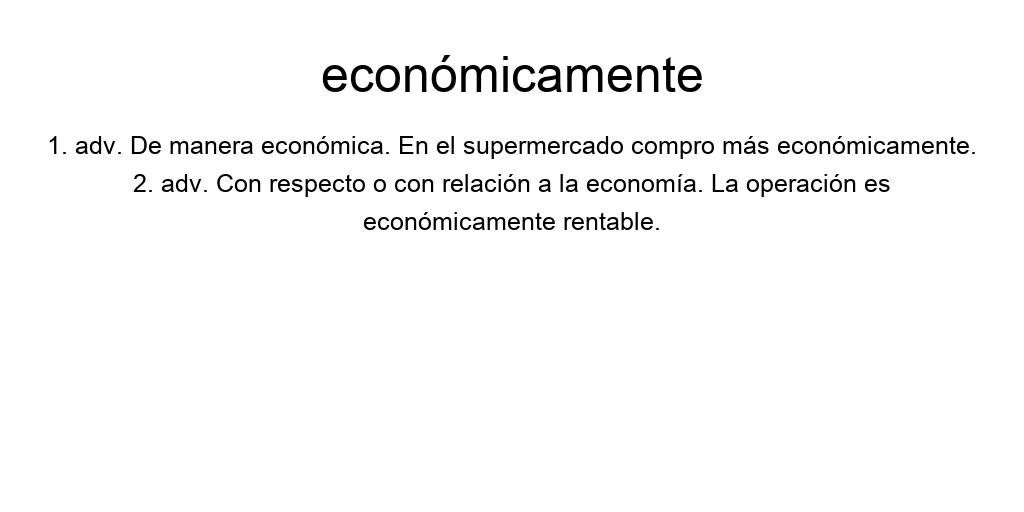 económicamente
1. adv. De manera económica. En el supermercado compro más económicamente.
2. adv. Con respecto o con relación a la economía. La operación es
económicamente rentable.